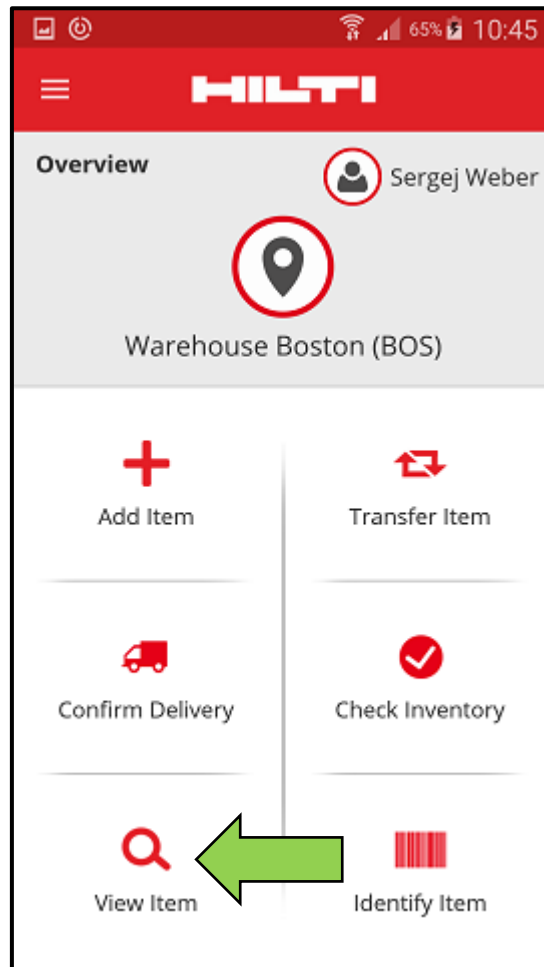 65% 10:45
HILTI
Overview Sergej Weber
Warehouse Boston (BOS)
Add Item Transfer Item
Confirm Delivery Check Inventory
View Item Identify Item